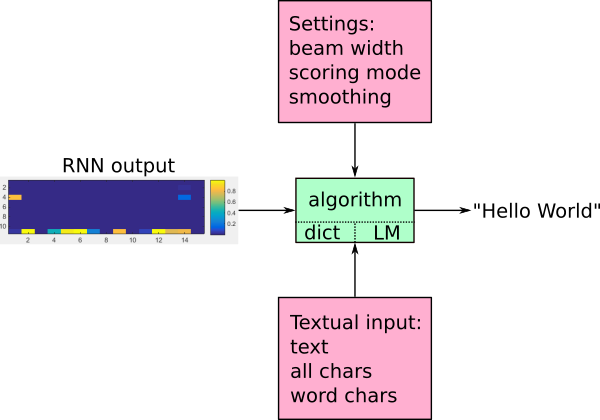 Settings:
beam width
scoring mode
smoothing
RNN output
2
4
6
8
10
2 4 6 8 10 12 14
0.8
0.6
0.4
0.2
algorithm
dict LM
"Hello World"
Textual input:
text
all chars
word chars